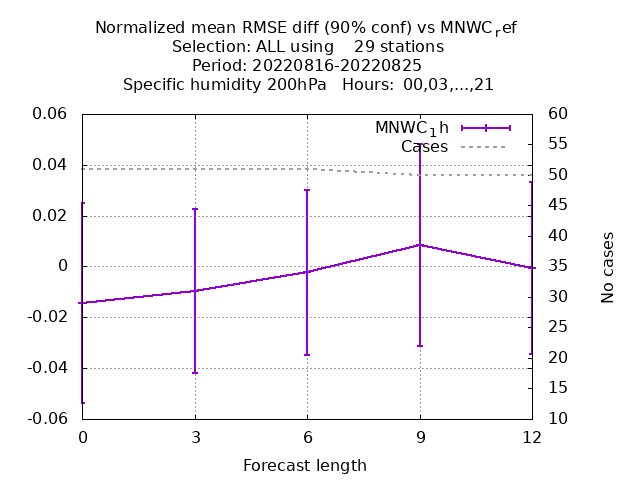 Normalized mean RMSE diff (90% conf) vs MNWC_ref
Selection: ALL using    29 stations
Period: 20220816-20220825
Specific humidity 200hPa   Hours: 00,03,...,21
MNWC_1h
Cases
0.06
0.04
0.02
0
-0.02
-0.04
-0.06
60
55
50
45
40
35
30
25
20
15
10
No cases
0 3 6 9 12
Forecast length